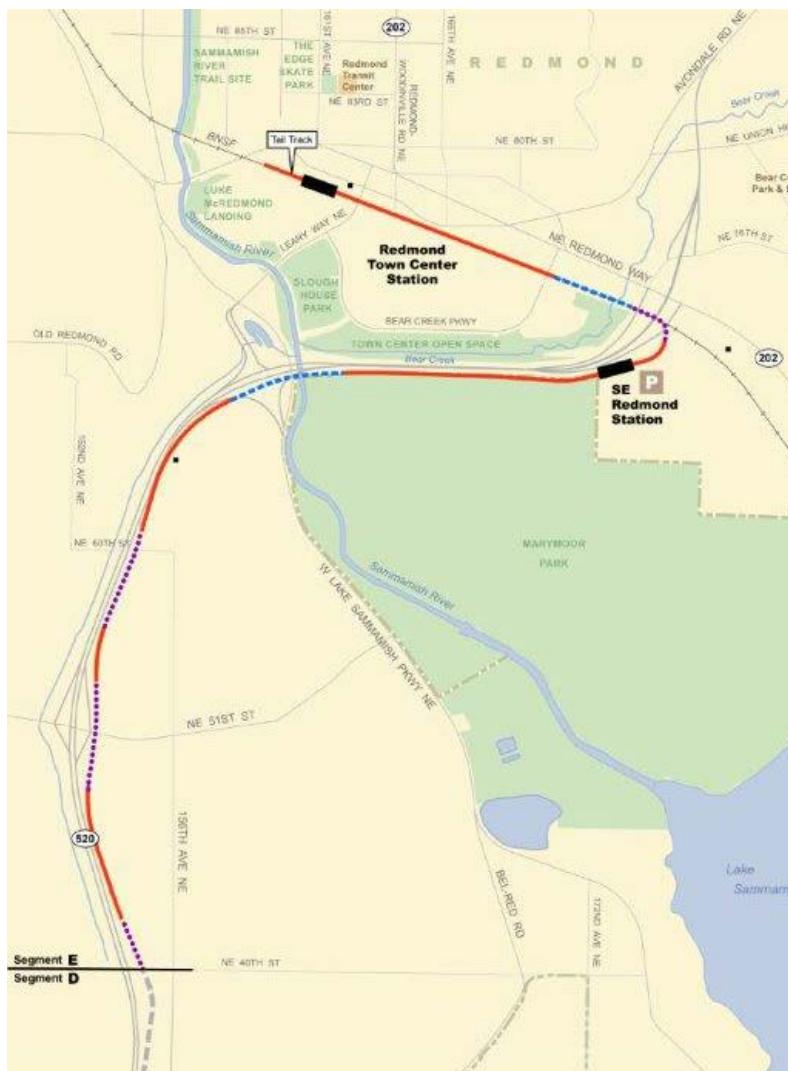 202
NE 85TH ST
161ST AVE NE
165TH AVE NE
AVONDALE RD NE
SAMMAMISH
RIVER
TRAIL SITE
THE
EDGE
SKATE
PARK
Redmond
Transit
Center
REDMOND
NE 83RD ST
REDMOND-
WOODINVILLE RD NE
Bear Creek
BNSF
Tail Track
NE 80TH ST
NE UNION HI
Bear C
Park & 
LUKE
McREDMOND
LANDING
LEARY WAY NE
Sammamish River
Redmond
Town Center
Station
NE REDMOND WAY
NE 76TH ST
SLOUGH
HOUSE
PARK
BEAR CREEK PKWY
OLD REDMOND RD
TOWN CENTER OPEN SPACE
Bear Creek
202
P
SE
Redmond
Station
152ND AVE NE
NE 60TH ST
MARYMOOR
PARK
Sammamish River
W LAKE SAMMAMISH PKWY NE
NE 51ST ST
520
156TH AVE NE
Lake
Sammam
BEL-RED RD
172ND AVE NE
Segment E
NE 40TH ST
Segment D